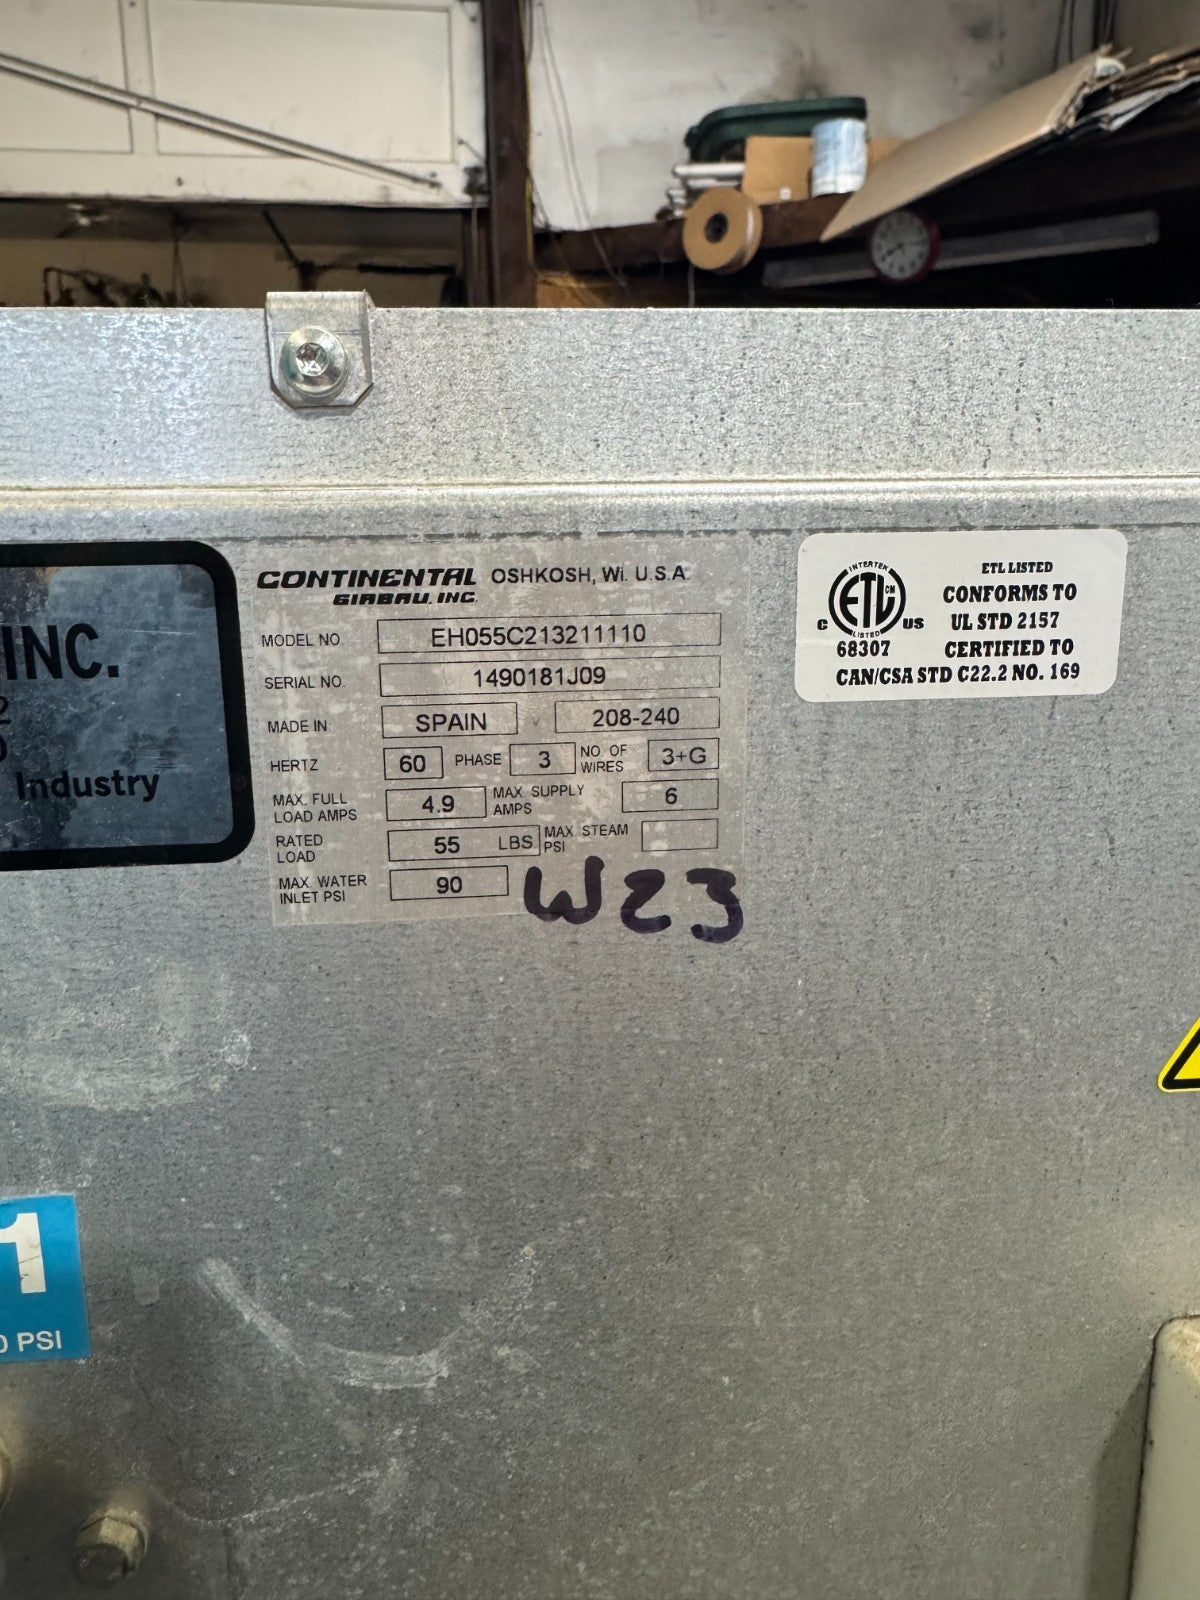 INC.
2
Industry
CONTINENTAL OSHKOSH, Wi. U.S.A.
GIRBAU, INC.
MODEL NO. EH055C213211110
SERIAL NO. 1490181J09
MADE IN: SPAIN V 208-240
HERTZ 60 PHASE 3 NO. OF WIRES 3+G
MAX. FULL LOAD AMPS 4.9 MAX. SUPPLY AMPS 6
RATED LOAD 55 LBS MAX. STEAM PSI
MAX. WATER INLET PSI 90
W23
INTERTEK
ETL CM
LISTED
C US
68307
ETL LISTED
CONFORMS TO
UL STD 2157
CERTIFIED TO
CAN/CSA STD C22.2 NO. 169
1
0 PSI